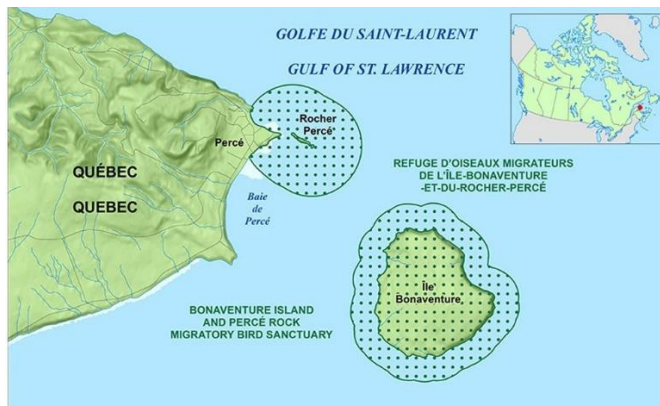 GOLFE DU SAINT-LAURENT
GULF OF ST. LAWRENCE
Rocher
Percé
Percé
QUÉBEC
QUEBEC
Baie
de
Percé
REFUGE D'OISEAUX MIGRATEURS
DE L'ÎLE-BONAVENTURE
-ET-DU-ROCHER-PERCÉ
Île
Bonaventure
BONAVENTURE ISLAND
AND PERCÉ ROCK
MIGRATORY BIRD SANCTUARY